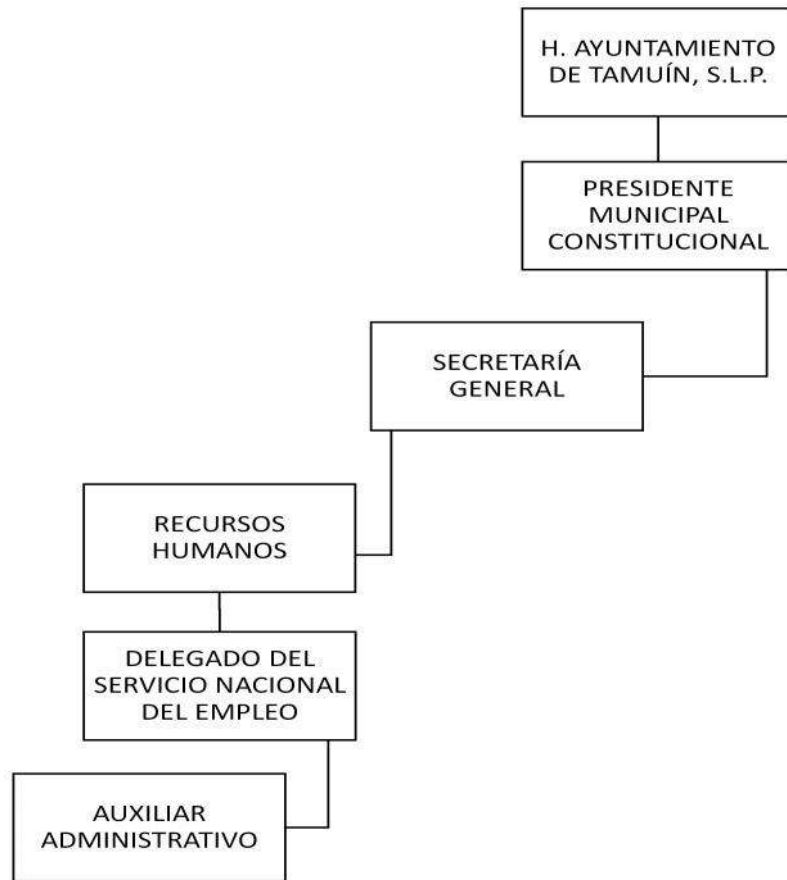 H. AYUNTAMIENTO
DE TAMUÍN, S.L.P.
PRESIDENTE
MUNICIPAL
CONSTITUCIONAL
SECRETARÍA
GENERAL
RECURSOS
HUMANOS
DELEGADO DEL
SERVICIO NACIONAL
DEL EMPLEO
AUXILIAR
ADMINISTRATIVO